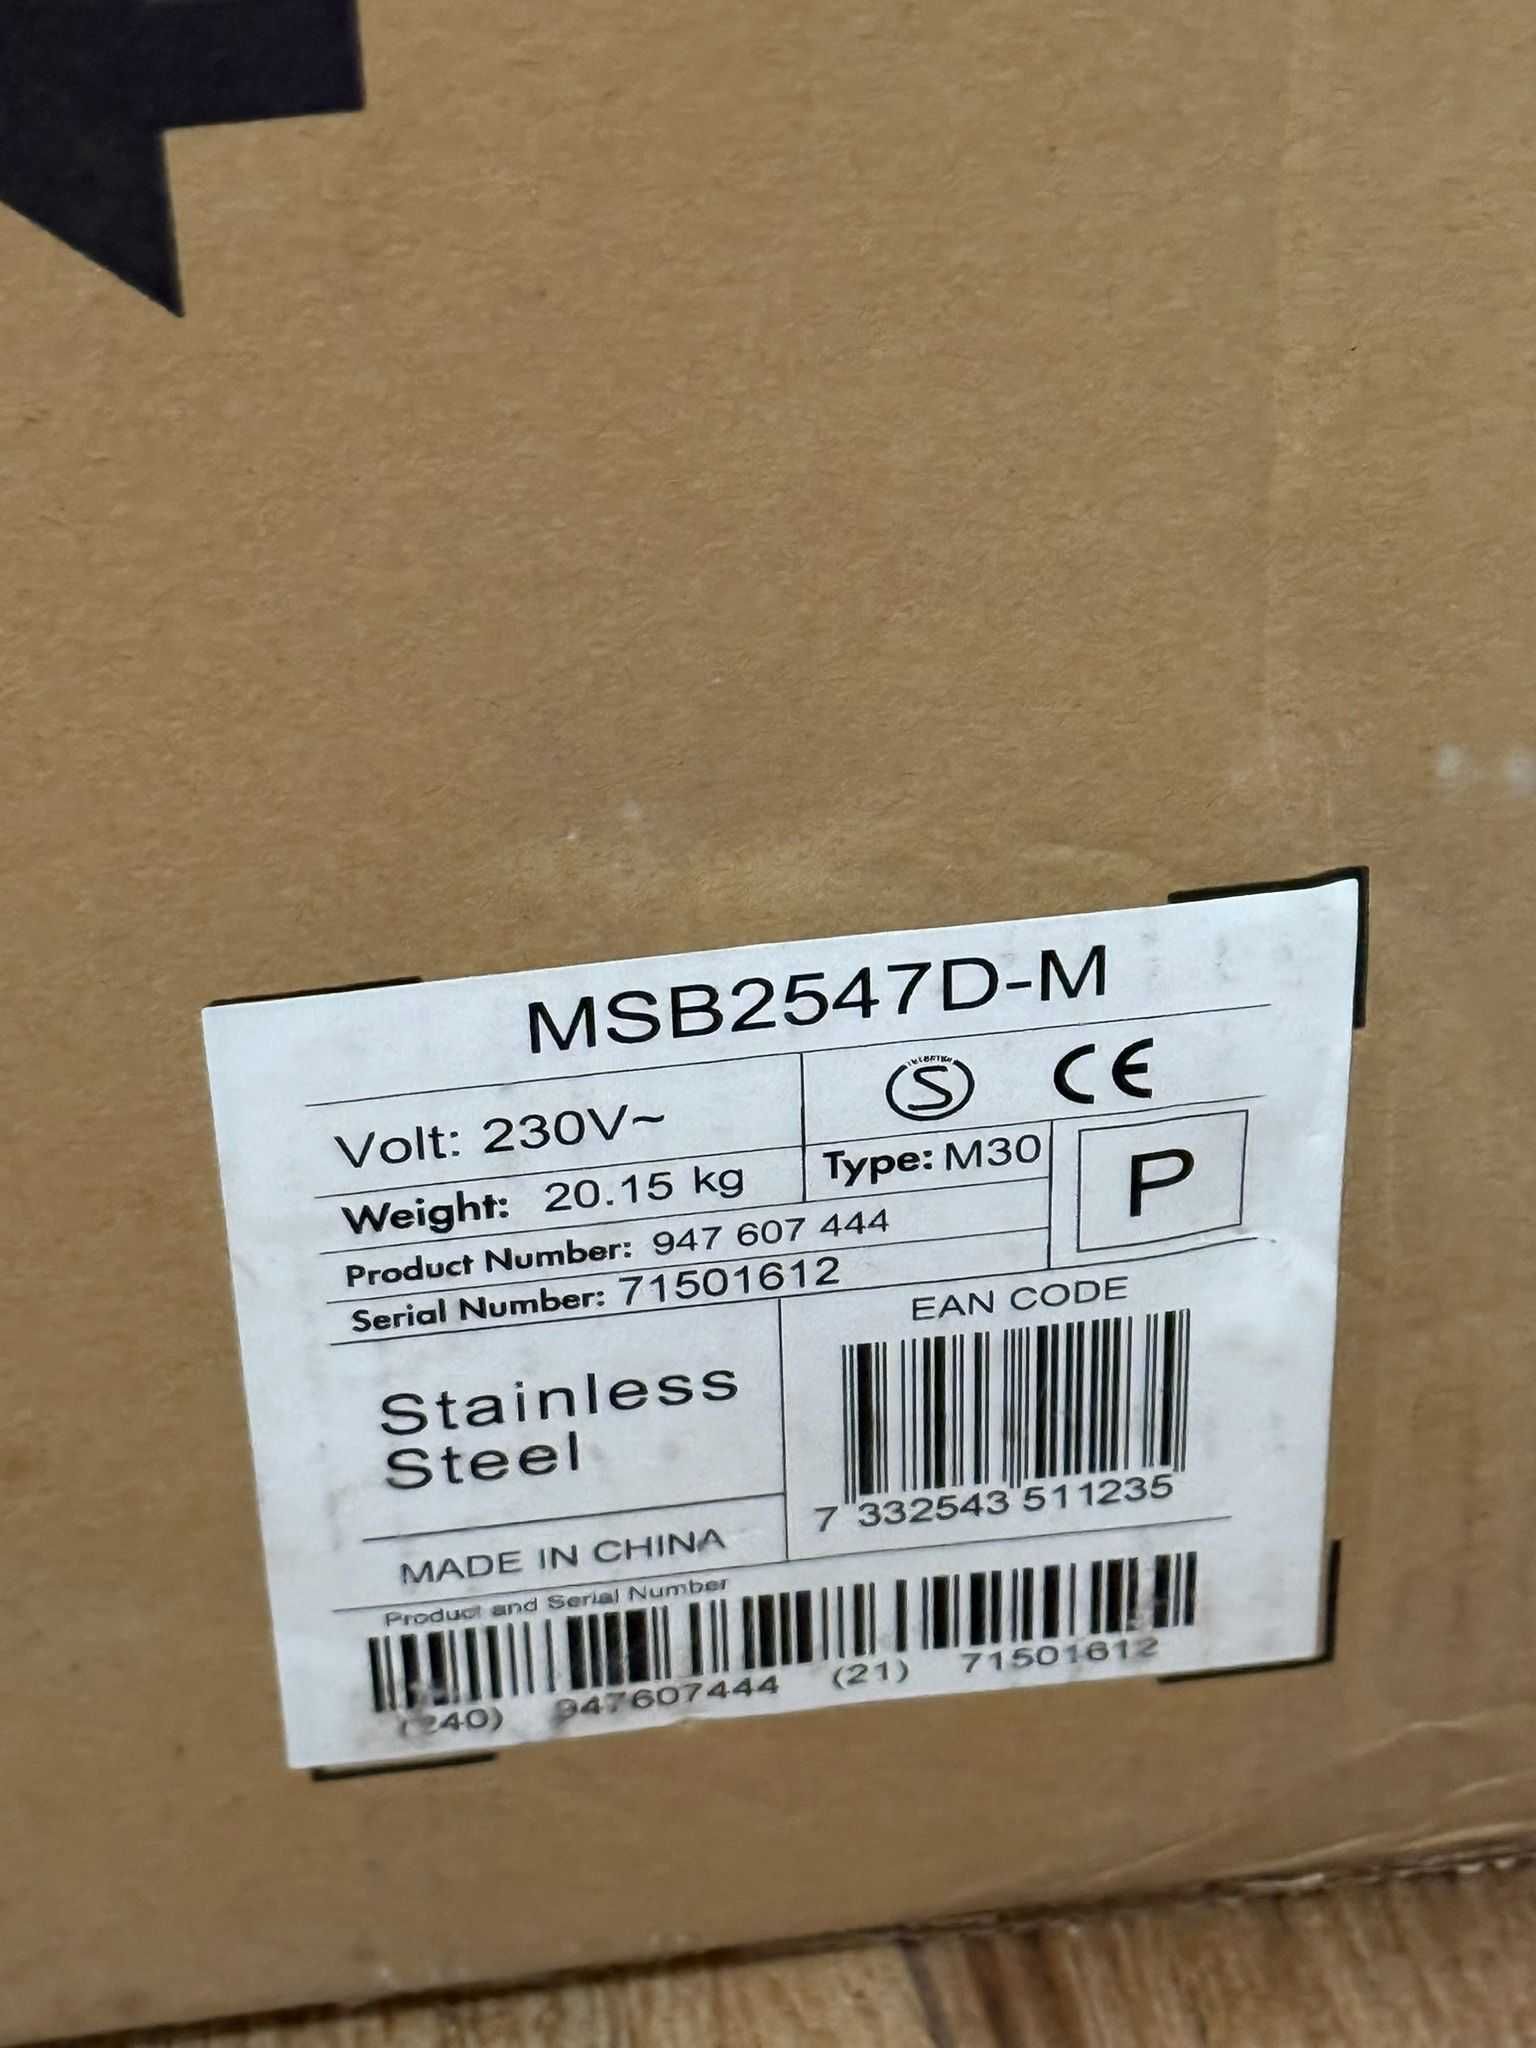 MSB2547D-M
Volt: 230V~
S
CE
Weight: 20.15 kg
Type: M30
P
Product Number: 947 607 444
Serial Number: 71501612
EAN CODE
7 332543 511235
Stainless
Steel
MADE IN CHINA
Product and Serial Number
(240) 947607444 (21) 71501612